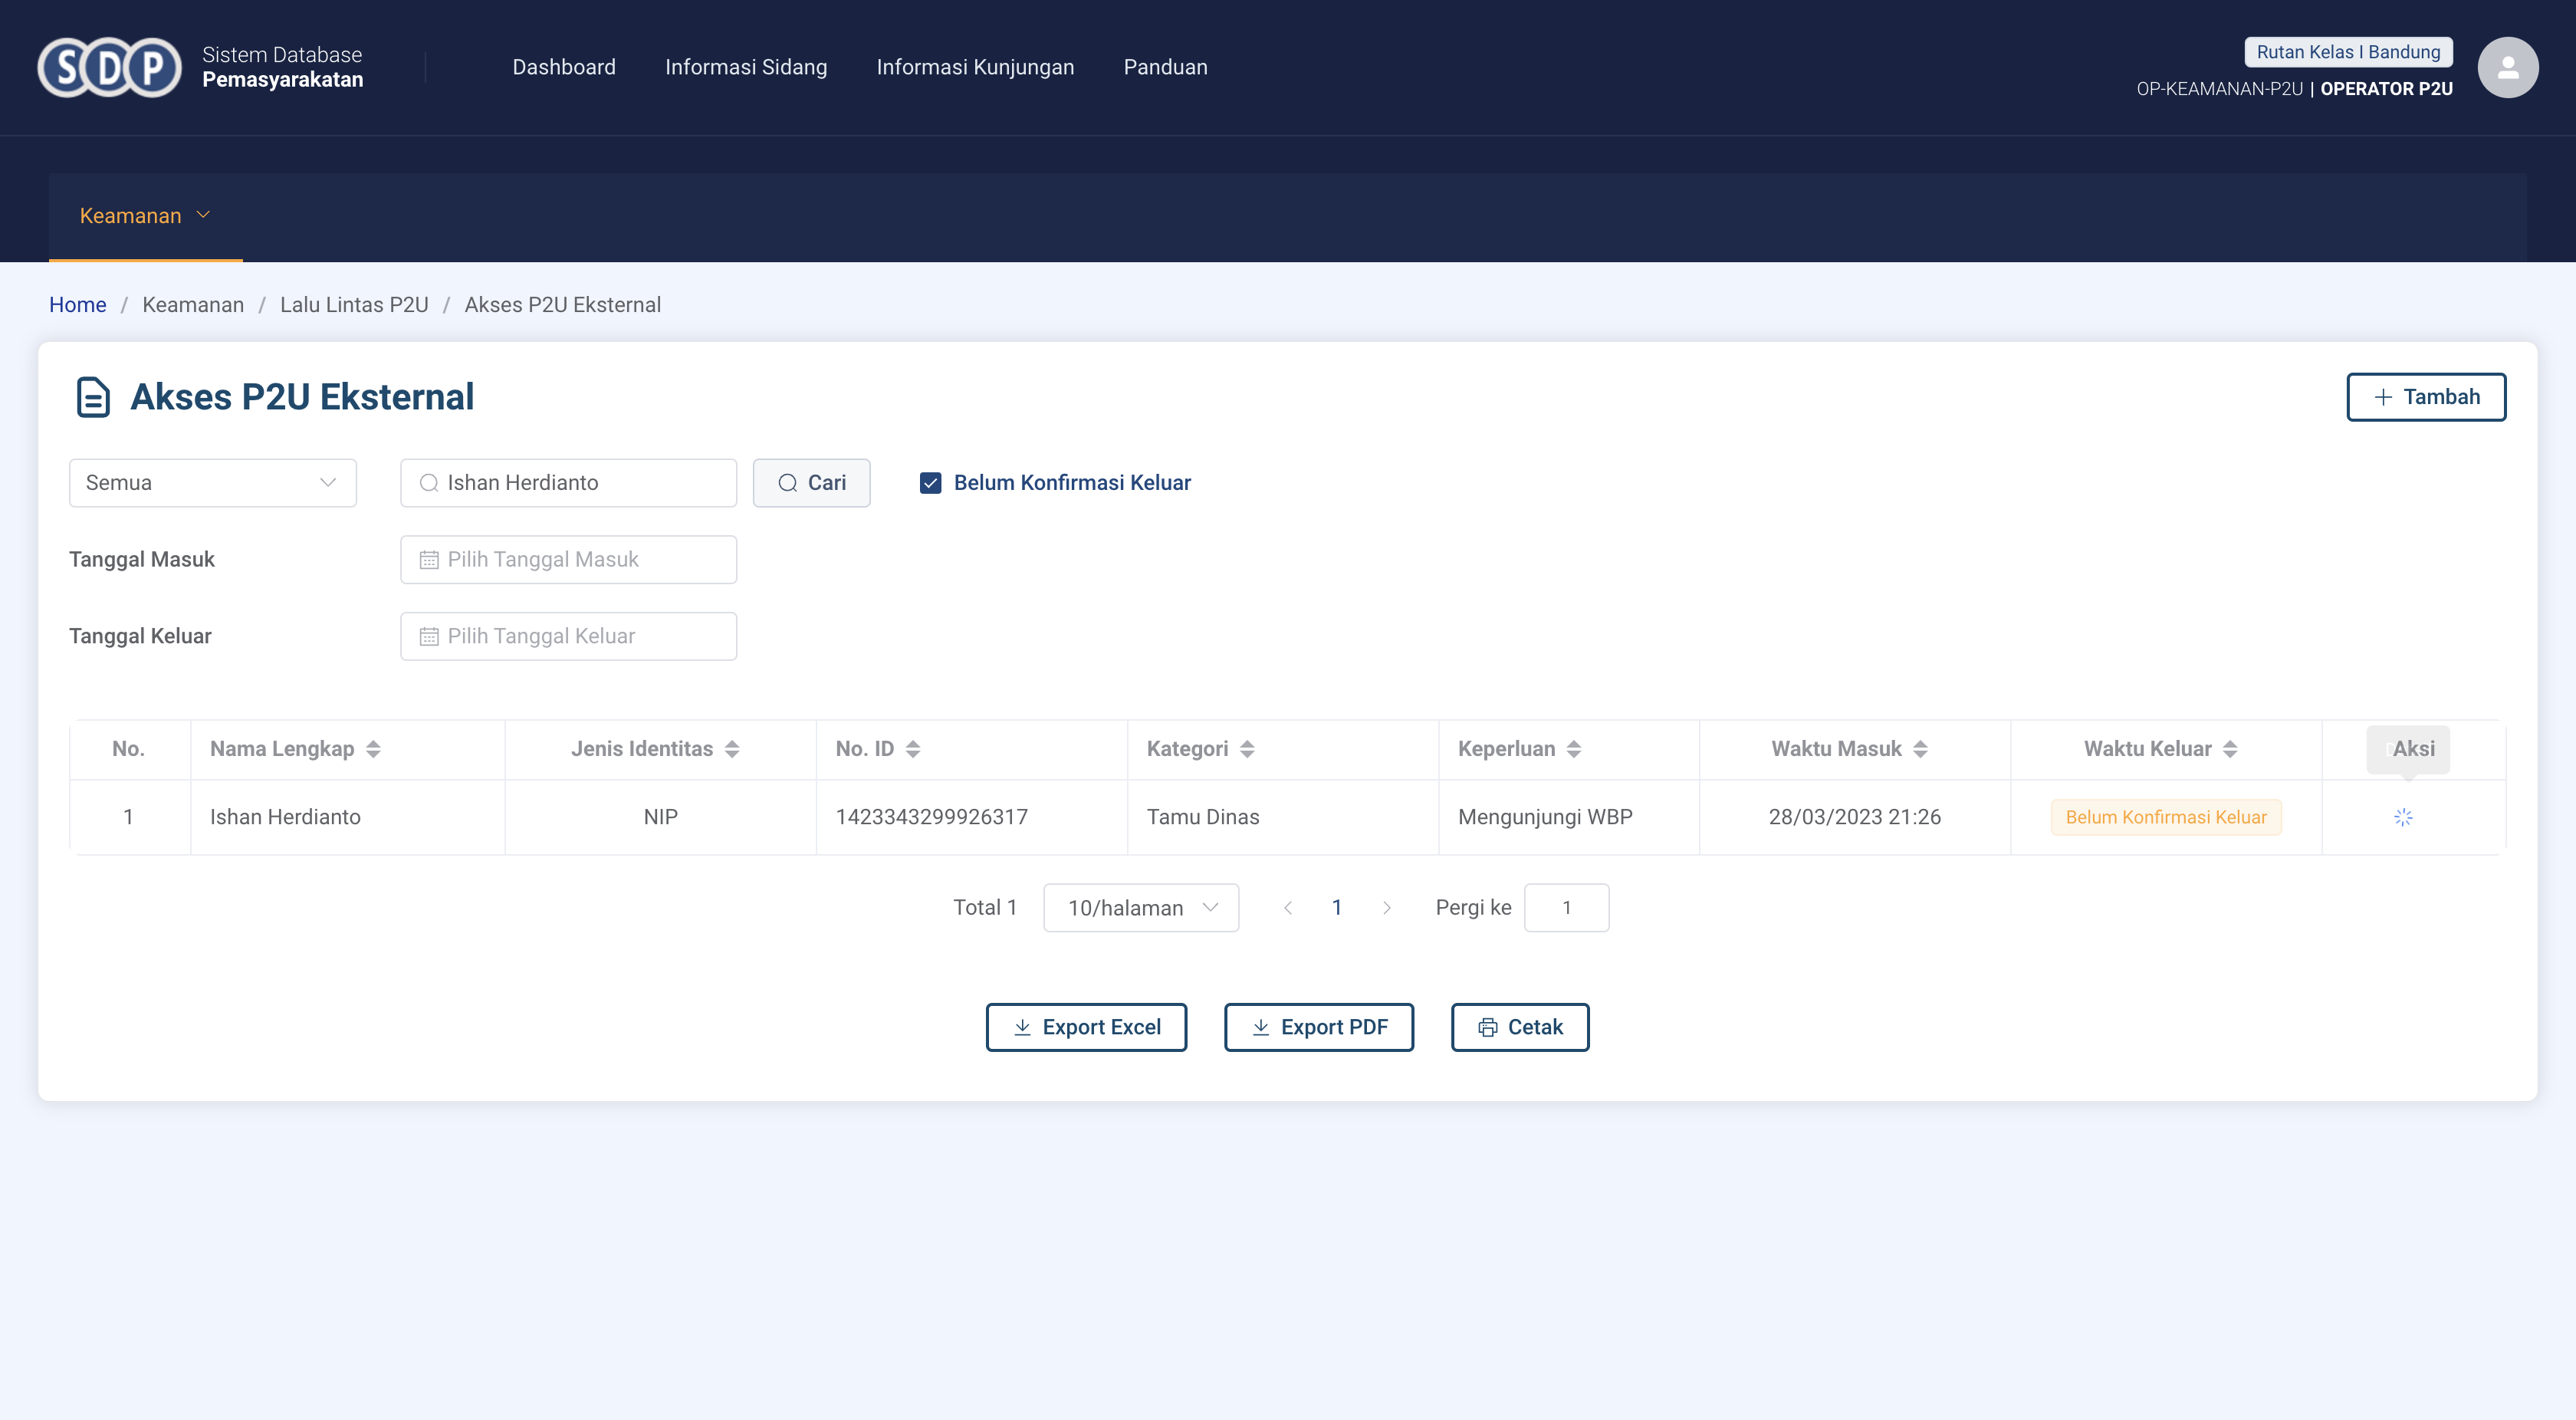 SDP
Sistem Database
Pemasyarakatan
Dashboard
Informasi Sidang
Informasi Kunjungan
Panduan
Rutan Kelas I Bandung
OP-KEAMANAN-P2U | OPERATOR P2U
Keamanan
Home / Keamanan / Lalu Lintas P2U / Akses P2U Eksternal
Akses P2U Eksternal
+ Tambah
Semua
Ishan Herdianto
Cari
Belum Konfirmasi Keluar
Tanggal Masuk
Pilih Tanggal Masuk
Tanggal Keluar
Pilih Tanggal Keluar
No. Nama Lengkap Jenis Identitas No. ID Kategori Keperluan Waktu Masuk Waktu Keluar Aksi
1 Ishan Herdianto NIP 1423343299926317 Tamu Dinas Mengunjungi WBP 28/03/2023 21:26 Belum Konfirmasi Keluar
Total 1 10/halaman < 1 > Pergi ke 1
Export Excel
Export PDF
Cetak